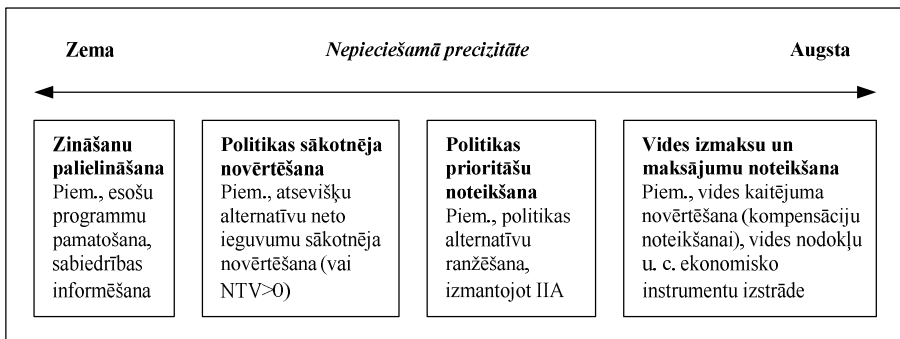 Zema Nepieciešamā precizitāte Augsta
Zināšanu
palielināšana
Piem., esošu
programmu
pamatošana,
sabiedrības
informēšana
Politikas sākotnēja
novērtēšana
Piem., atsevišķu
alternatīvu neto
ieguvumu sākotnēja
novērtēšana (vai
NTV>0)
Politikas
prioritāšu
noteikšana
Piem., politikas
alternatīvu
ranžēšana,
izmantojot IIA
Vides izmaksu un
maksājumu noteikšana
Piem., vides kaitējuma
novērtēšana (kompensāciju
noteikšanai), vides nodokļu
u. c. ekonomisko
instrumentu izstrāde